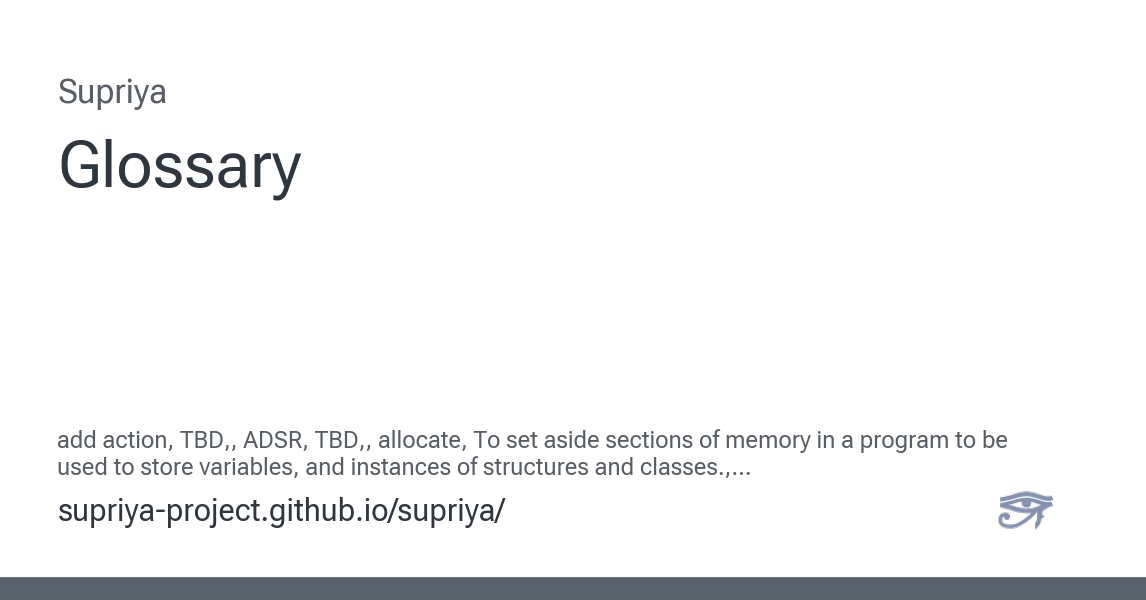 Supriya
Glossary
add action, TBD,, ADSR, TBD,, allocate, To set aside sections of memory in a program to be
used to store variables, and instances of structures and classes.,...
supriya-project.github.io/supriya/